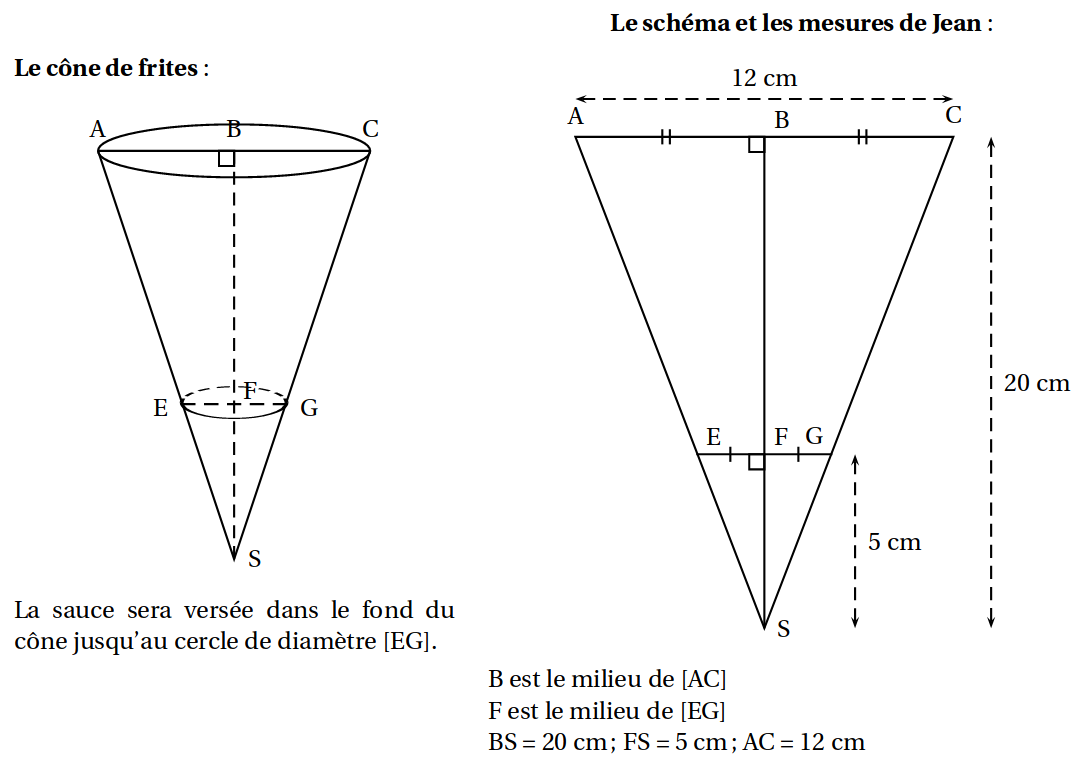 Le schéma et les mesures de Jean :
Le cône de frites :
12 cm
A B C
A B C
20 cm
E F G
E F G
5 cm
S
S
La sauce sera versée dans le fond du
cône jusqu'au cercle de diamètre [EG].
B est le milieu de [AC]
F est le milieu de [EG]
BS = 20 cm ; FS = 5 cm ; AC = 12 cm